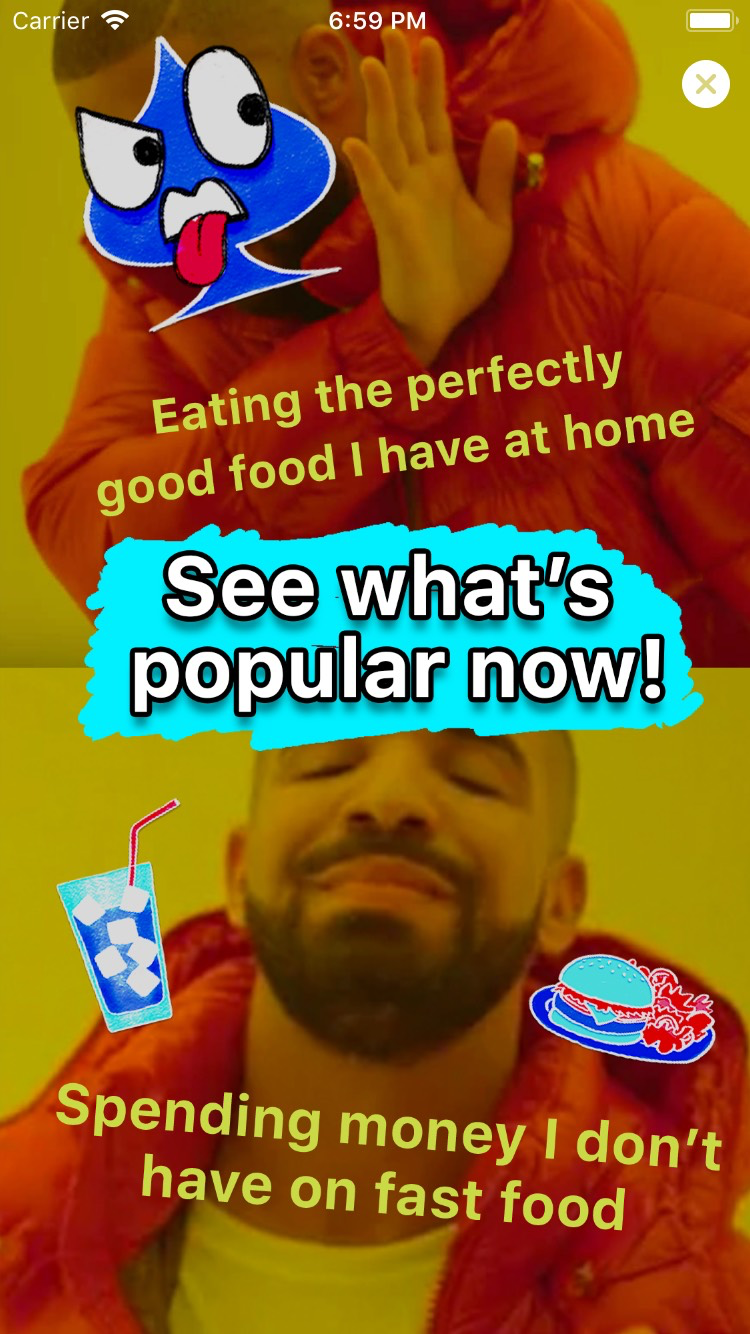 Carrier 6:59 PM
Eating the perfectly
good food I have at home
See what’s
popular now!
Spending money I don’t
have on fast food